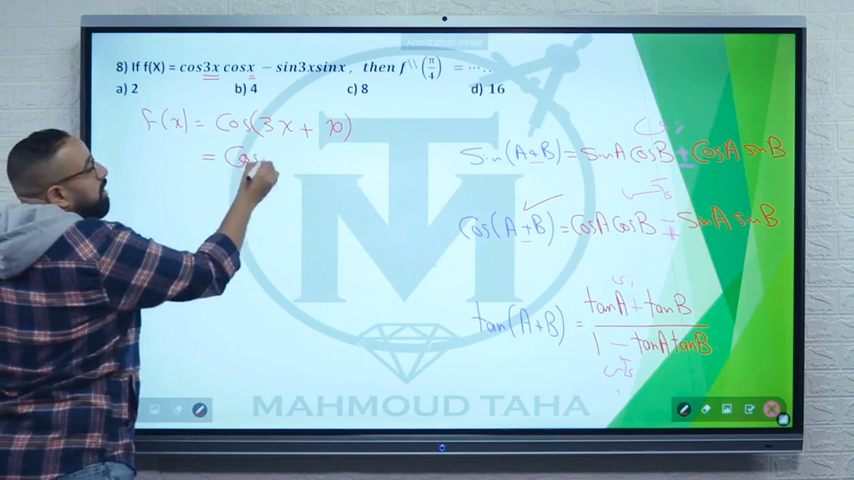 Annotation mode
8) If f(X) = cos3x cosx − sin3xsinx , then f\\(π/4) = ·····
a) 2 b) 4 c) 8 d) 16
f(x) = Cos(3x + x)
= Cos
Sin(A+B) = sinA cosB + cosA sinB
Cos(A+B) = cosA cosB − sinA sinB
tan(A+B) = tanA + tanB / 1 − tanA tanB
MT
MAHMOUD TAHA